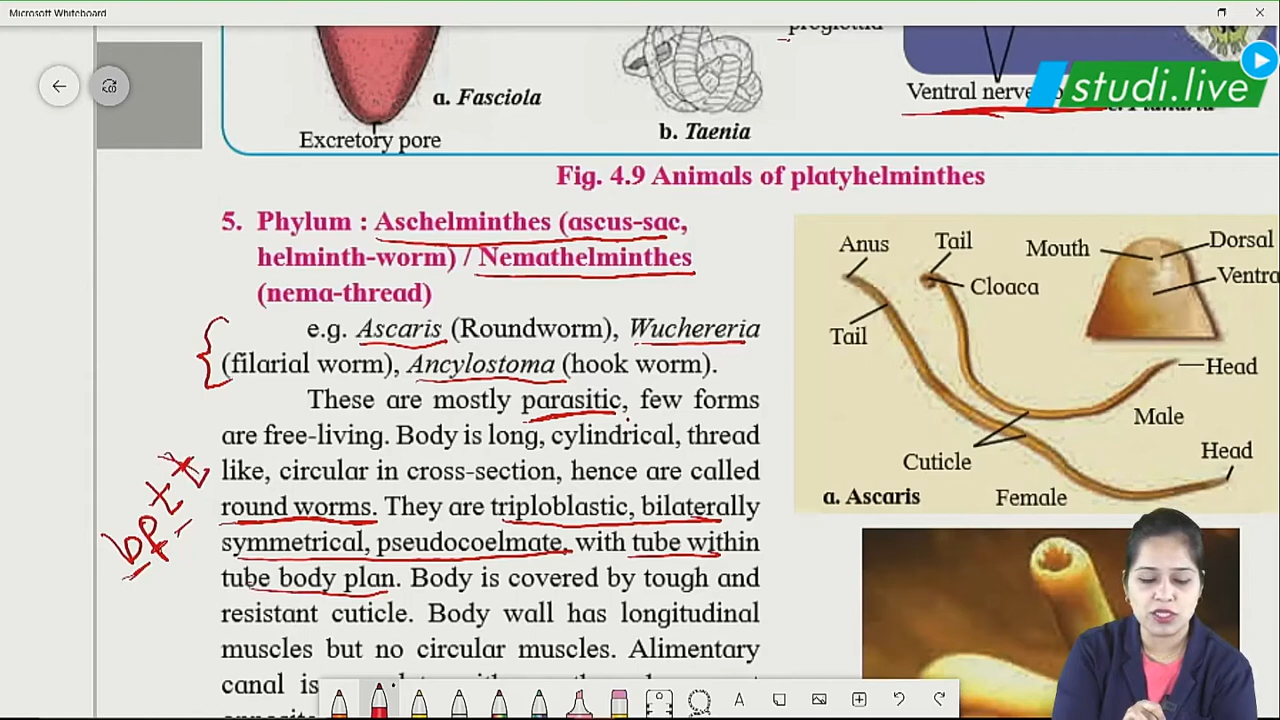 Microsoft Whiteboard
a. Fasciola
b. Taenia
Excretory pore
Ventral nerve
studi.live
Fig. 4.9 Animals of platyhelminthes
5. Phylum : Aschelminthes (ascus-sac,
helminth-worm) / Nemathelminthes
(nema-thread)
e.g. Ascaris (Roundworm), Wuchereria
(filarial worm), Ancylostoma (hook worm).
These are mostly parasitic, few forms
are free-living. Body is long, cylindrical, thread
like, circular in cross-section, hence are called
round worms. They are triploblastic, bilaterally
symmetrical, pseudocoelmate, with tube within
tube body plan. Body is covered by tough and
resistant cuticle. Body wall has longitudinal
muscles but no circular muscles. Alimentary
canal is
Anus
Tail
Mouth
Dorsal
Ventra
Cloaca
Tail
Head
Male
Head
Cuticle
a. Ascaris
Female